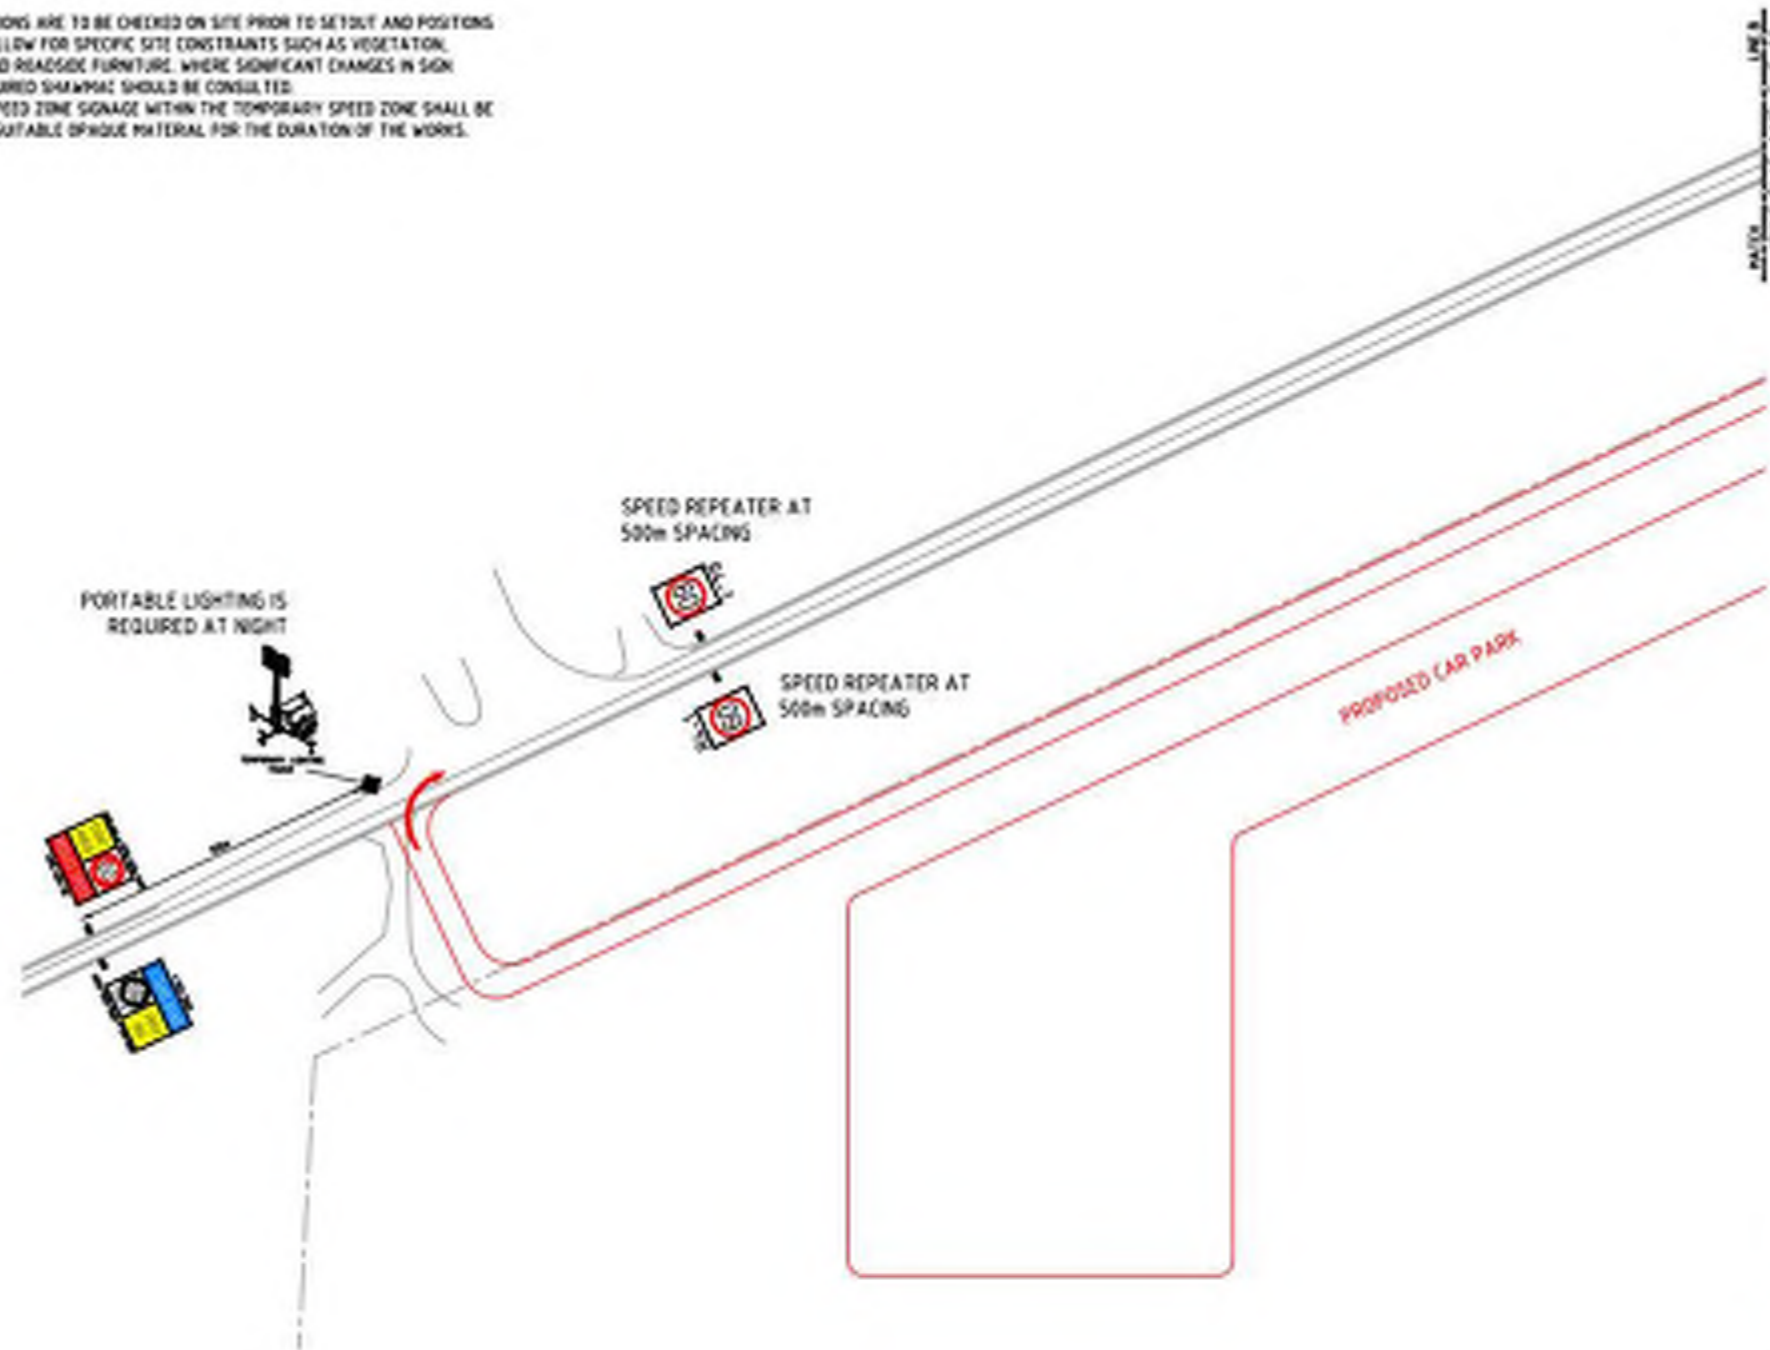 IONS ARE TO BE CHECKED ON SITE PRIOR TO SETOUT AND POSITIONS
LLOW FOR SPECIFIC SITE CONSTRAINTS SUCH AS VEGETATION,
D ROADSIDE FURNITURE. WHERE SIGNIFICANT CHANGES IN SIGN
UIRED SHAWMAC SHOULD BE CONSULTED.
PEED ZONE SIGNAGE WITHIN THE TEMPORARY SPEED ZONE SHALL BE
SUITABLE OPAQUE MATERIAL FOR THE DURATION OF THE WORKS.
MATCH
LINE B
SPEED REPEATER AT
500m SPACING
PORTABLE LIGHTING IS
REQUIRED AT NIGHT
SPEED REPEATER AT
500m SPACING
PROPOSED CAR PARK